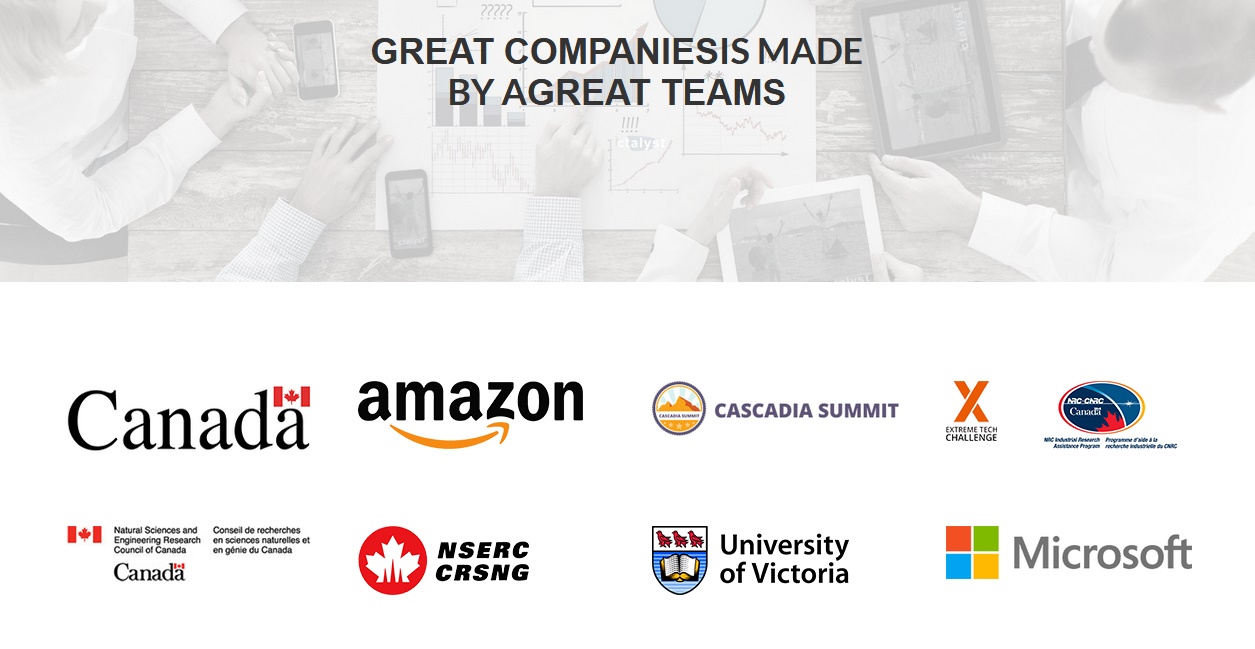 ?????
GREAT COMPANIESIS MADE
BY AGREAT TEAMS
!!!!
ctalyst
Canada
amazon
CASCADIA SUMMIT
CASCADIA SUMMIT
EXTREME TECH
CHALLENGE
NRC·CNRC
Canada
NRC Industrial Research
Assistance Program
Programme d'aide à la
recherche industrielle du CNRC
Natural Sciences and
Engineering Research
Council of Canada
Conseil de recherches
en sciences naturelles et
en génie du Canada
Canada
NSERC
CRSNG
University
of Victoria
Microsoft